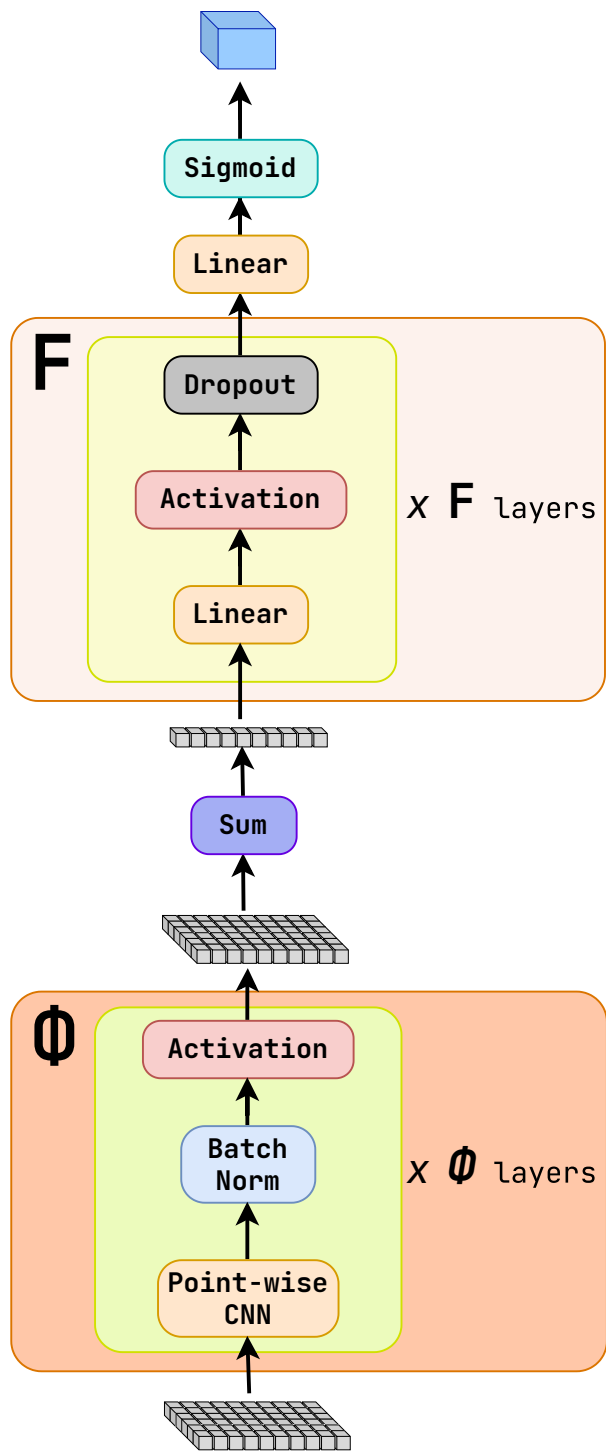 Sigmoid
Linear
F
Dropout
Activation
x F layers
Linear
Sum
Φ
Activation
Batch
Norm
x Φ layers
Point-wise
CNN